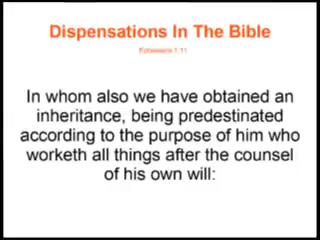 Dispensations In The Bible
Ephesians 1:11
In whom also we have obtained an
inheritance, being predestinated
according to the purpose of him who
worketh all things after the counsel
of his own will: